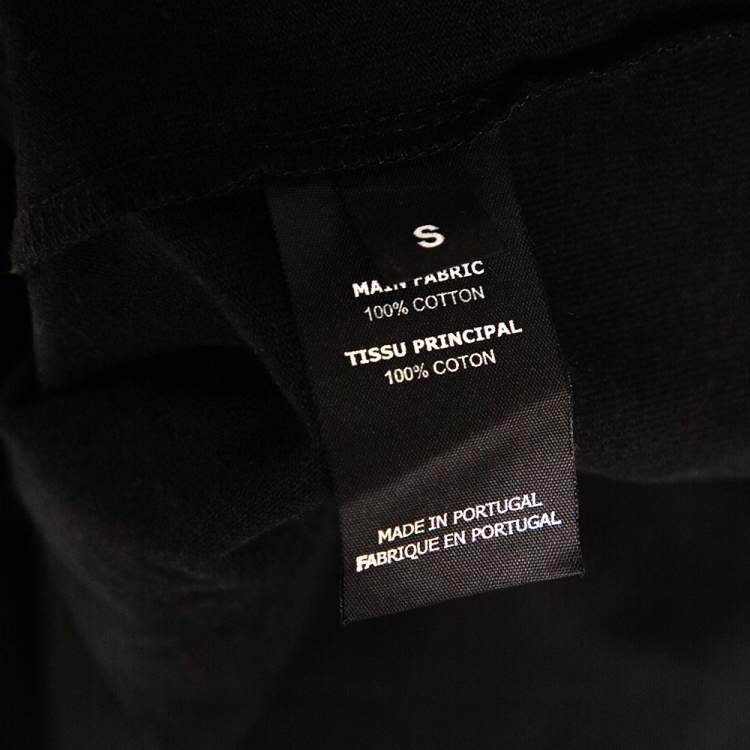 S
MAIN FABRIC
100% COTTON
TISSU PRINCIPAL
100% COTON
MADE IN PORTUGAL
FABRIQUE EN PORTUGAL